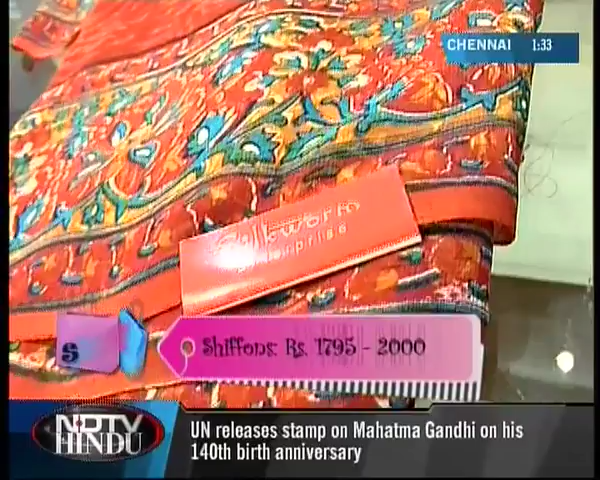 CHENNAI 1:33
Silkworm
S
Shiffons: Rs. 1795 - 2000
NDTV
HINDU
UN releases stamp on Mahatma Gandhi on his
140th birth anniversary